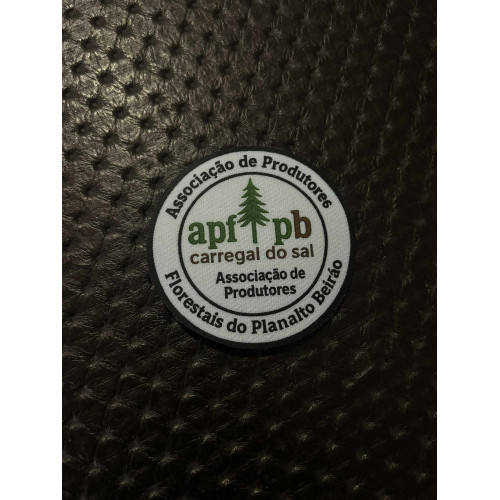 Associação de Produtores
apf pb
carregal do sal
Associação de
Produtores
Florestais do Planalto Beirão